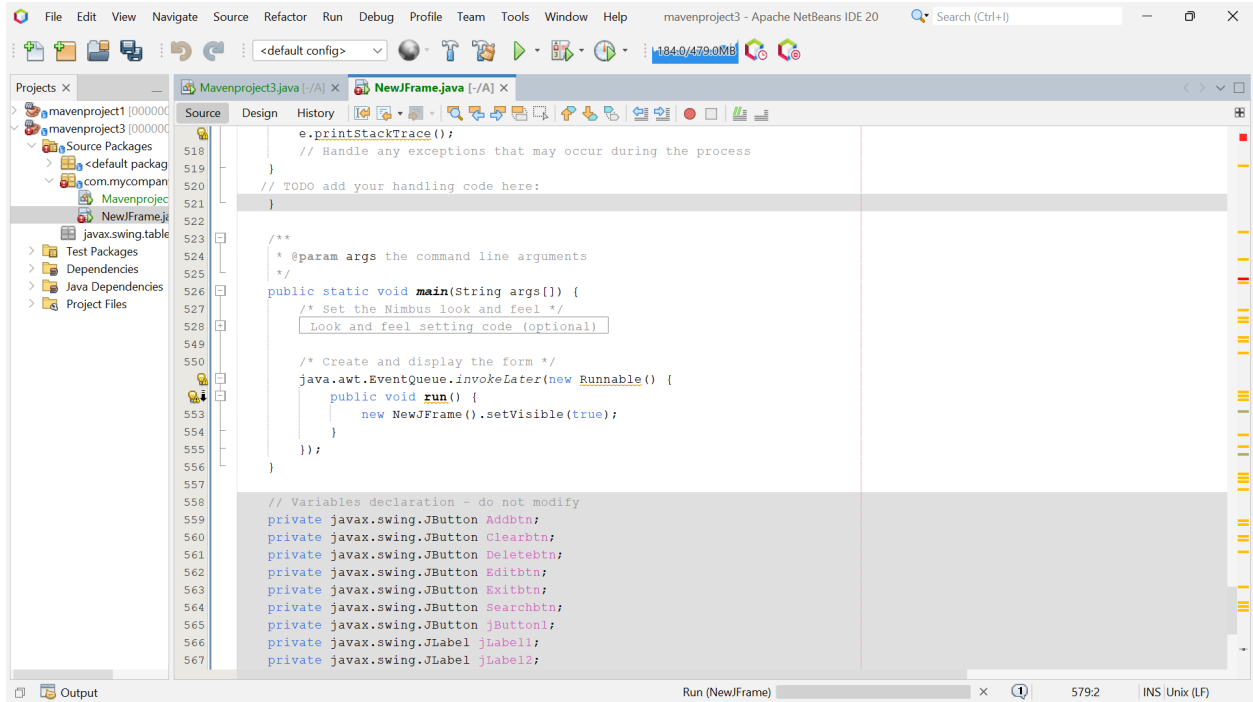 File Edit View Navigate Source Refactor Run Debug Profile Team Tools Window Help mavenproject3 - Apache NetBeans IDE 20 Search (Ctrl+I)
<default config> 184.0/479.0MB
Projects Mavenproject3.java [-/A] NewJFrame.java [-/A]
Source Design History
mavenproject1 [000000
mavenproject3 [000000
Source Packages
<default packag
com.mycompan
Mavenprojec
NewJFrame.ja
javax.swing.table
Test Packages
Dependencies
Java Dependencies
Project Files
e.printStackTrace();
518 // Handle any exceptions that may occur during the process
519 }
520 // TODO add your handling code here:
521 }
522
523 /**
524 * @param args the command line arguments
525 */
526 public static void main(String args[]) {
527 /* Set the Nimbus look and feel */
528 Look and feel setting code (optional)
549
550 /* Create and display the form */
java.awt.EventQueue.invokeLater(new Runnable() {
public void run() {
553 new NewJFrame().setVisible(true);
554 }
555 });
556 }
557
558 // Variables declaration - do not modify
559 private javax.swing.JButton Addbtn;
560 private javax.swing.JButton Clearbtn;
561 private javax.swing.JButton Deletebtn;
562 private javax.swing.JButton Editbtn;
563 private javax.swing.JButton Exitbtn;
564 private javax.swing.JButton Searchbtn;
565 private javax.swing.JButton jButton1;
566 private javax.swing.JLabel jLabel1;
567 private javax.swing.JLabel jLabel2;
Output Run (NewJFrame) 1 579:2 INS Unix (LF)